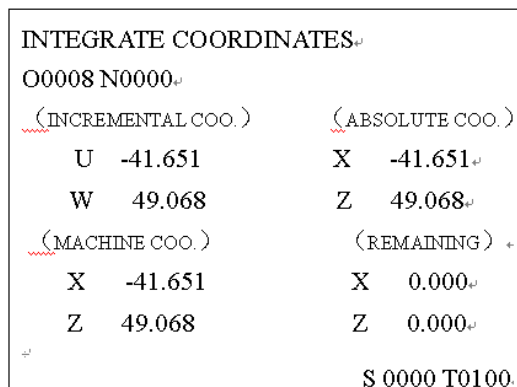 INTEGRATE COORDINATES
O0008 N0000
（INCREMENTAL COO.） （ABSOLUTE COO.）
U -41.651 X -41.651
W 49.068 Z 49.068
（MACHINE COO.） （REMAINING）
X -41.651 X 0.000
Z 49.068 Z 0.000
S 0000 T0100